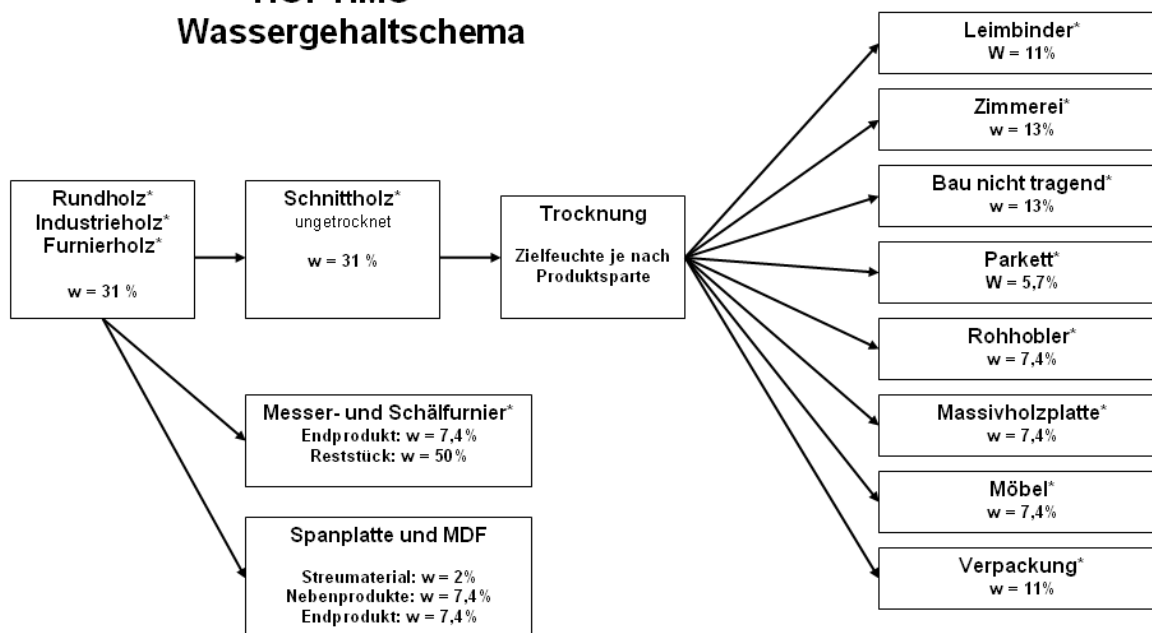 Wassergehaltschema
Rundholz*
Industrieholz*
Furnierholz*
w = 31 %
Schnittholz*
ungetrocknet
w = 31 %
Trocknung
Zielfeuchte je nach
Produktsparte
Messer- und Schälfurnier*
Endprodukt: w = 7,4%
Reststück: w = 50%
Spanplatte und MDF
Streumaterial: w = 2%
Nebenprodukte: w = 7,4%
Endprodukt: w = 7,4%
Leimbinder*
W = 11%
Zimmerei*
w = 13%
Bau nicht tragend*
w = 13%
Parkett*
W = 5,7%
Rohhobler*
w = 7,4%
Massivholzplatte*
w = 7,4%
Möbel*
w = 7,4%
Verpackung*
w = 11%